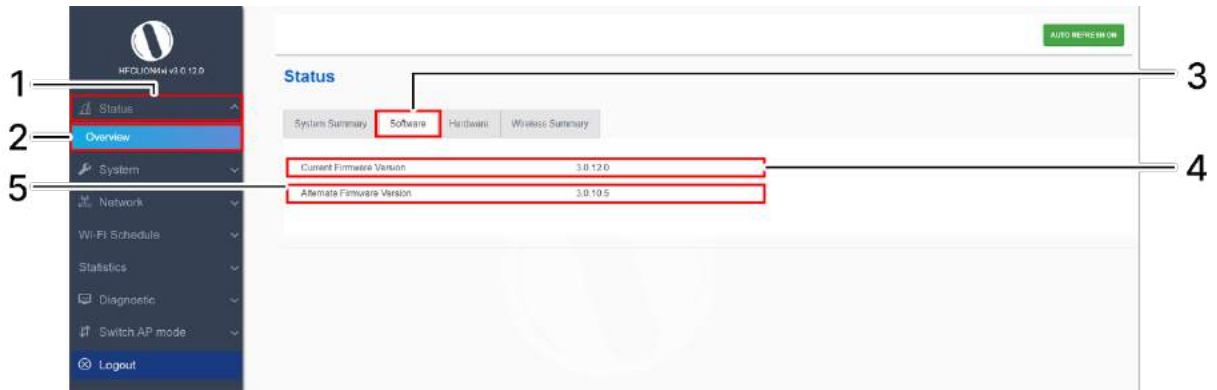 AUTO REFRESH ON
HFCLION4xi v3.0.12.0
1
Status
3
Status
System Summary Software Hardware Wireless Summary
2
Overview
System
Current Firmware Version 3.0.12.0
4
5
Alternate Firmware Version 3.0.10.5
Network
Wi-Fi Schedule
Statistics
Diagnostic
Switch AP mode
Logout